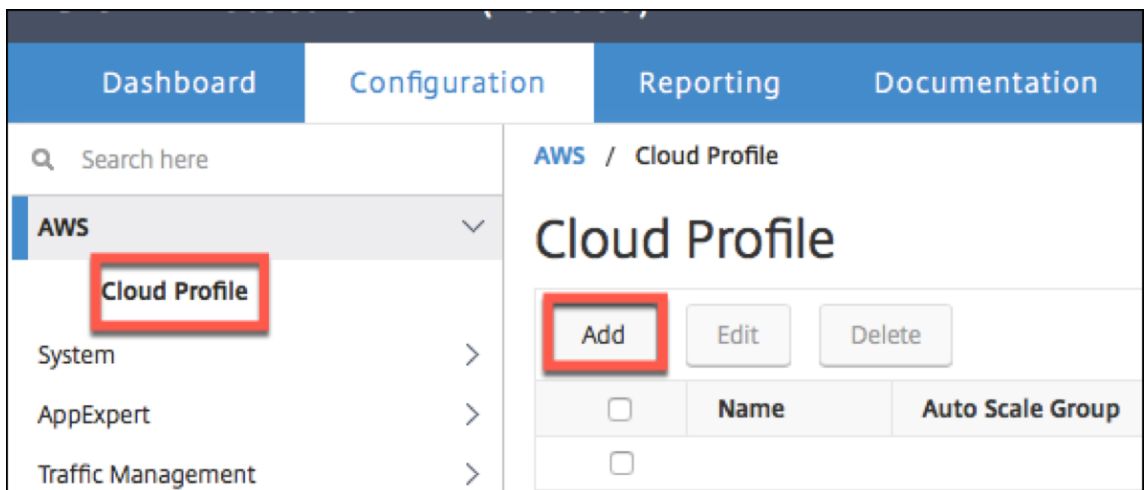 Dashboard Configuration Reporting Documentation
Search here
AWS
Cloud Profile
System
AppExpert
Traffic Management
AWS / Cloud Profile
Cloud Profile
Add Edit Delete
Name Auto Scale Group